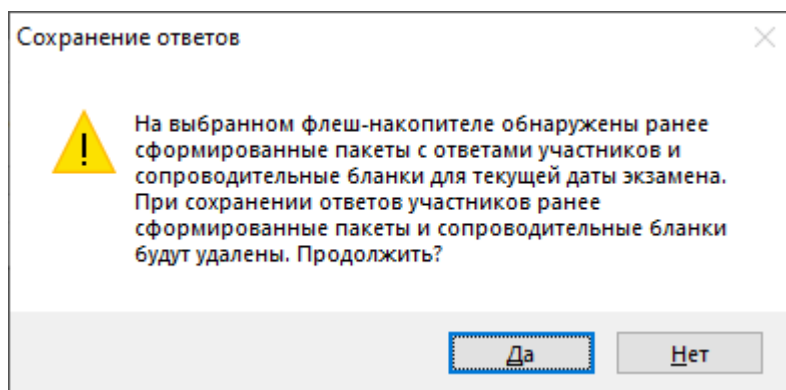 Сохранение ответов
На выбранном флеш-накопителе обнаружены ранее
сформированные пакеты с ответами участников и
сопроводительные бланки для текущей даты экзамена.
При сохранении ответов участников ранее
сформированные пакеты и сопроводительные бланки
будут удалены. Продолжить?
Да
Нет